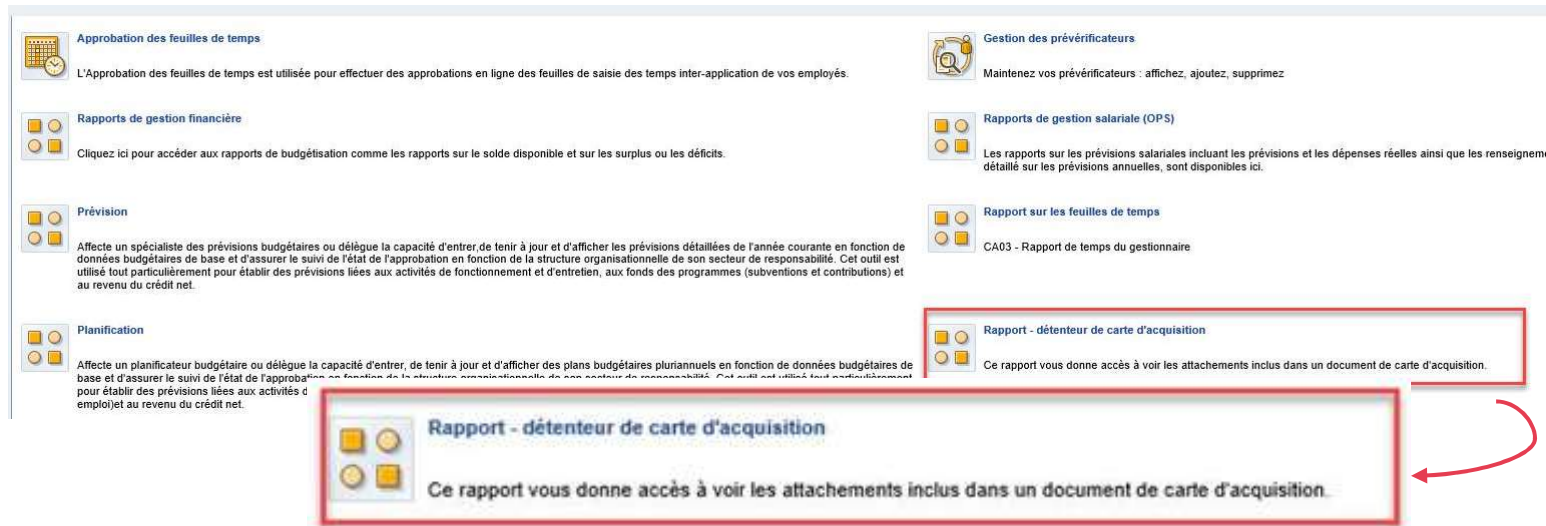 Approbation des feuilles de temps
L'Approbation des feuilles de temps est utilisée pour effectuer des approbations en ligne des feuilles de saisie des temps inter-application de vos employés.
Gestion des prévérificateurs
Maintenez vos prévérificateurs : affichez, ajoutez, supprimez
Rapports de gestion financière
Cliquez ici pour accéder aux rapports de budgétisation comme les rapports sur le solde disponible et sur les surplus ou les déficits.
Rapports de gestion salariale (OPS)
Les rapports sur les prévisions salariales incluant les prévisions et les dépenses réelles ainsi que les renseigneme
détaillé sur les prévisions annuelles, sont disponibles ici.
Prévision
Affecte un spécialiste des prévisions budgétaires ou délègue la capacité d'entrer,de tenir à jour et d'afficher les prévisions détaillées de l'année courante en fonction de
données budgétaires de base et d'assurer le suivi de l'état de l'approbation en fonction de la structure organisationnelle de son secteur de responsabilité. Cet outil est
utilisé tout particulièrement pour établir des prévisions liées aux activités de fonctionnement et d'entretien, aux fonds des programmes (subventions et contributions) et
au revenu du crédit net.
Rapport sur les feuilles de temps
CA03 - Rapport de temps du gestionnaire
Planification
Affecte un planificateur budgétaire ou délègue la capacité d'entrer, de tenir à jour et d'afficher des plans budgétaires pluriannuels en fonction de données budgétaires de
base et d'assurer le suivi de l'état de l'approbation en fonction de la structure organisationnelle de son secteur de responsabilité. Cet outil est utilisé tout particulièrement
pour établir des prévisions liées aux activités d
emploi)et au revenu du crédit net.
Rapport - détenteur de carte d'acquisition
Ce rapport vous donne accès à voir les attachements inclus dans un document de carte d'acquisition.
Rapport - détenteur de carte d'acquisition
Ce rapport vous donne accès à voir les attachements inclus dans un document de carte d'acquisition.